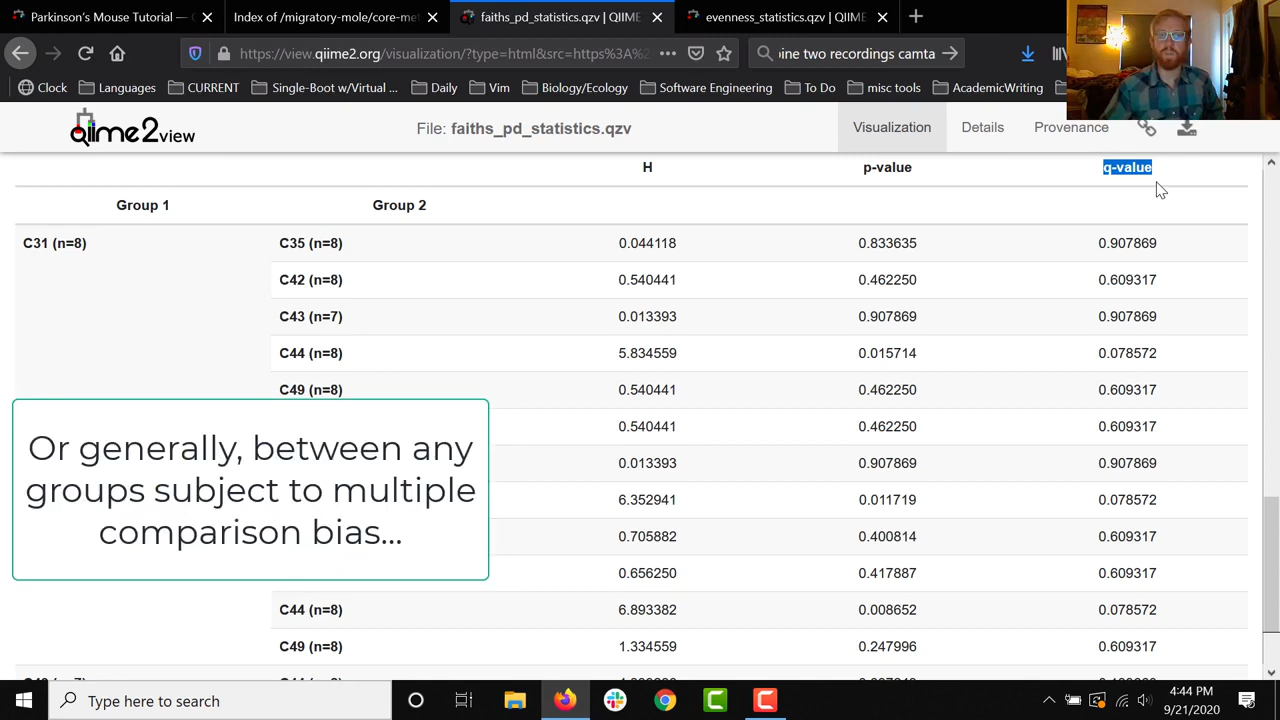 Parkinson's Mouse Tutorial —
Index of /migratory-mole/core-met
faiths_pd_statistics.qzv | QIIME
evenness_statistics.qzv | QIIME
https://view.qiime2.org/visualization/?type=html&src=https%3A%
ine two recordings camta
Clock
Languages
CURRENT
Single-Boot w/Vin
Daily
Vim
Biology/Ecology
Software Engineering
To Do
misc tools
AcademicWriting
qiime2view
File: faiths_pd_statistics.qzv
Visualization
Details
Provenance
H p-value q-value
Group 1 Group 2
C31 (n=8) C35 (n=8) 0.044118 0.833635 0.907869
C42 (n=8) 0.540441 0.462250 0.609317
C43 (n=7) 0.013393 0.907869 0.907869
C44 (n=8) 5.834559 0.015714 0.078572
C49 (n=8) 0.540441 0.462250 0.609317
0.540441 0.462250 0.609317
0.013393 0.907869 0.907869
6.352941 0.011719 0.078572
0.705882 0.400814 0.609317
0.656250 0.417887 0.609317
C44 (n=8) 6.893382 0.008652 0.078572
C49 (n=8) 1.334559 0.247996 0.609317
Or generally, between any
groups subject to multiple
comparison bias...
Type here to search
4:44 PM
9/21/2020